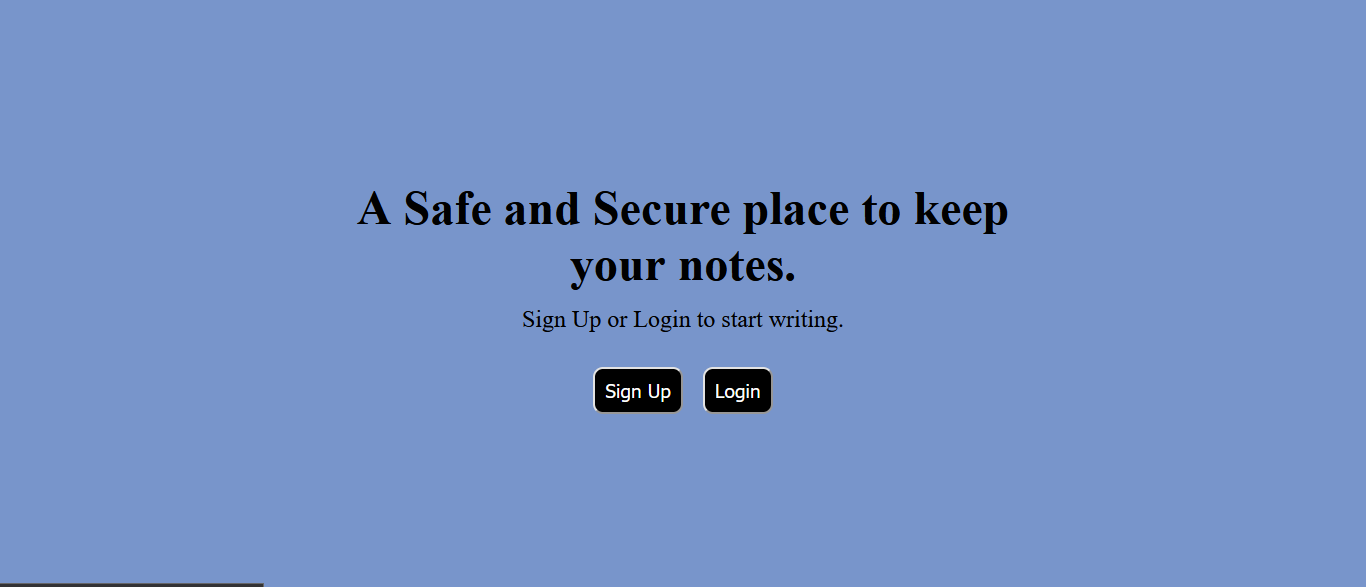 A Safe and Secure place to keep
your notes.
Sign Up or Login to start writing.
Sign Up
Login